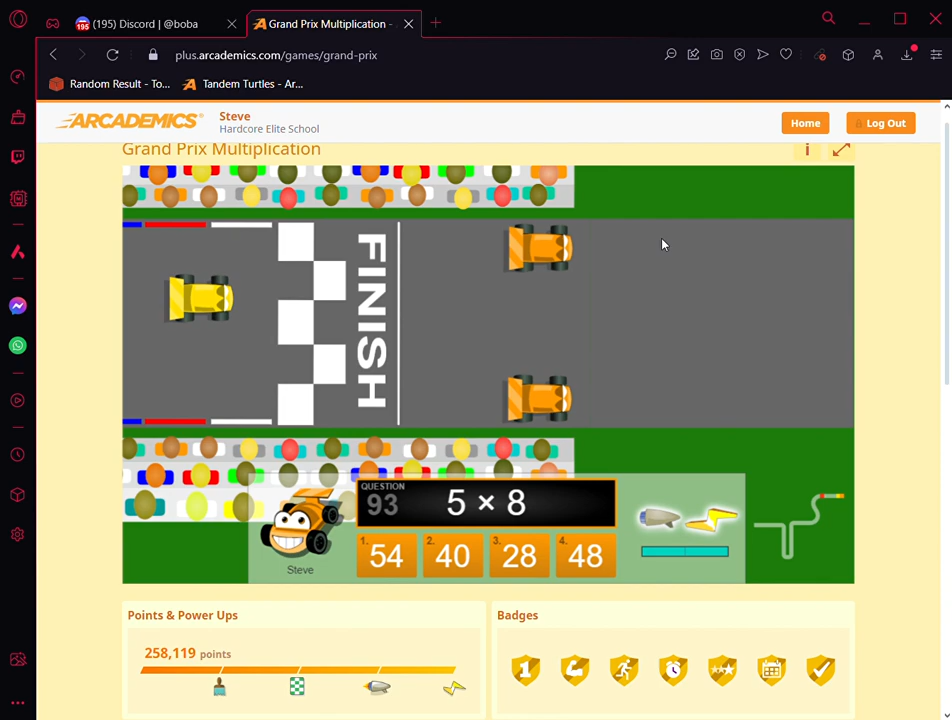 (195) Discord | @boba
Grand Prix Multiplication -
plus.arcademics.com/games/grand-prix
Random Result - To...
Tandem Turtles - Ar...
ARCADEMICS
Steve
Hardcore Elite School
Home
Log Out
Grand Prix Multiplication
i
FINISH
QUESTION
93
5 × 8
1. 54
2. 40
3. 28
4. 48
Steve
Points & Power Ups
258,119 points
Badges
1